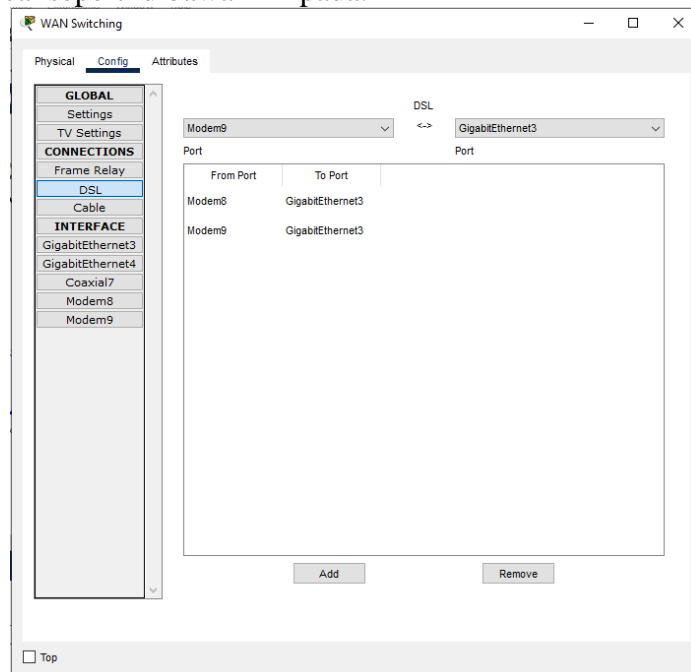 WAN Switching
Physical Config Attributes
GLOBAL
Settings
TV Settings
CONNECTIONS
Frame Relay
DSL
Cable
INTERFACE
GigabitEthernet3
GigabitEthernet4
Coaxial7
Modem8
Modem9
DSL
Modem9 <-> GigabitEthernet3
Port Port
From Port To Port
Modem8 GigabitEthernet3
Modem9 GigabitEthernet3
Add Remove
Top